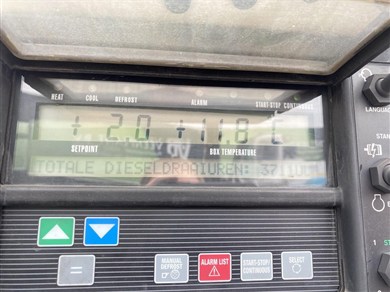 HEAT COOL DEFROST ALARM START-STOP CONTINUOUS
+ 2.0 +11.8 C
SETPOINT BOX TEMPERATURE
TOTALE DIESELDRAAIUREN:
=
MANUAL DEFROST
ALARM LIST
START-STOP CONTINUOUS
SELECT